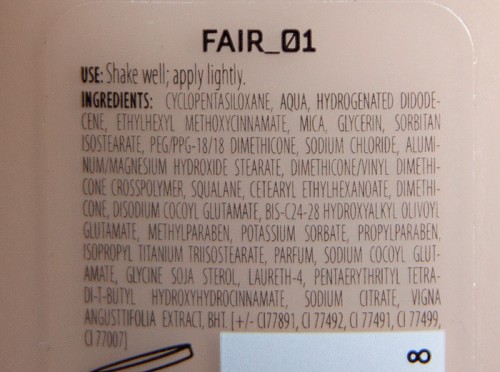 FAIR_01
USE: Shake well; apply lightly.
INGREDIENTS: CYCLOPENTASILOXANE, AQUA, HYDROGENATED DIDODE-
CENE, ETHYLHEXYL METHOXYCINNAMATE, MICA, GLYCERIN, SORBITAN
ISOSTEARATE, PEG/PPG-18/18 DIMETHICONE, SODIUM CHLORIDE, ALUMI-
NUM/MAGNESIUM HYDROXIDE STEARATE, DIMETHICONE/VINYL DIMETHI-
CONE CROSSPOLYMER, SQUALANE, CETEARYL ETHYLHEXANOATE, DIMETHI-
CONE, DISODIUM COCOYL GLUTAMATE, BIS-C24-28 HYDROXYALKYL OLIVOYL
GLUTAMATE, METHYLPARABEN, POTASSIUM SORBATE, PROPYLPARABEN,
ISOPROPYL TITANIUM TRIISOSTEARATE, PARFUM, SODIUM COCOYL GLUT-
AMATE, GLYCINE SOJA STEROL, LAURETH-4, PENTAERYTHRITYL TETRA-
DI-T-BUTYL HYDROXYHYDROCINNAMATE, SODIUM CITRATE, VIGNA
ANGUSTTIFOLIA EXTRACT, BHT. [+/- CI77891, CI 77492, CI 77491, CI 77499,
CI 77007]
8